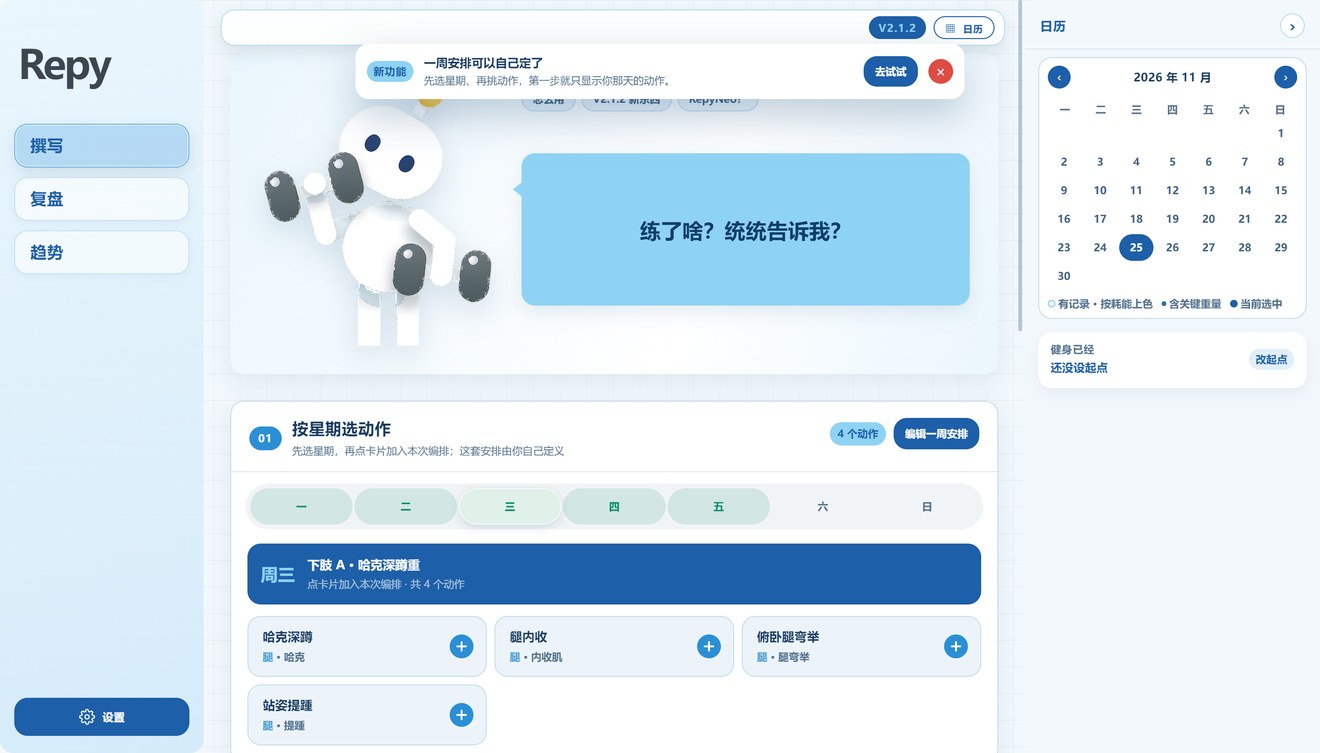 Repy
撰写
复盘
趋势
设置
V2.1.2
日历
新功能
一周安排可以自己定了
先选星期、再挑动作，第一步就只显示你那天的动作。
去试试
怎么用
V2.1.2 新东西
RepyNeo?
练了啥？统统告诉我？
01
按星期选动作
先选星期，再点卡片加入本次编排；这套安排由你自己定义
4 个动作
编辑一周安排
一 二 三 四 五 六 日
周三
下肢 A • 哈克深蹲重
点卡片加入本次编排 · 共 4 个动作
哈克深蹲
腿 • 哈克
腿内收
腿 • 内收肌
俯卧腿弯举
腿 • 腿弯举
站姿提踵
腿 • 提踵
日历
2026 年 11 月
一 二 三 四 五 六 日
1
2 3 4 5 6 7 8
9 10 11 12 13 14 15
16 17 18 19 20 21 22
23 24 25 26 27 28 29
30
有记录 • 按耗能上色 含关键重量 当前选中
健身已经
还没设起点
改起点